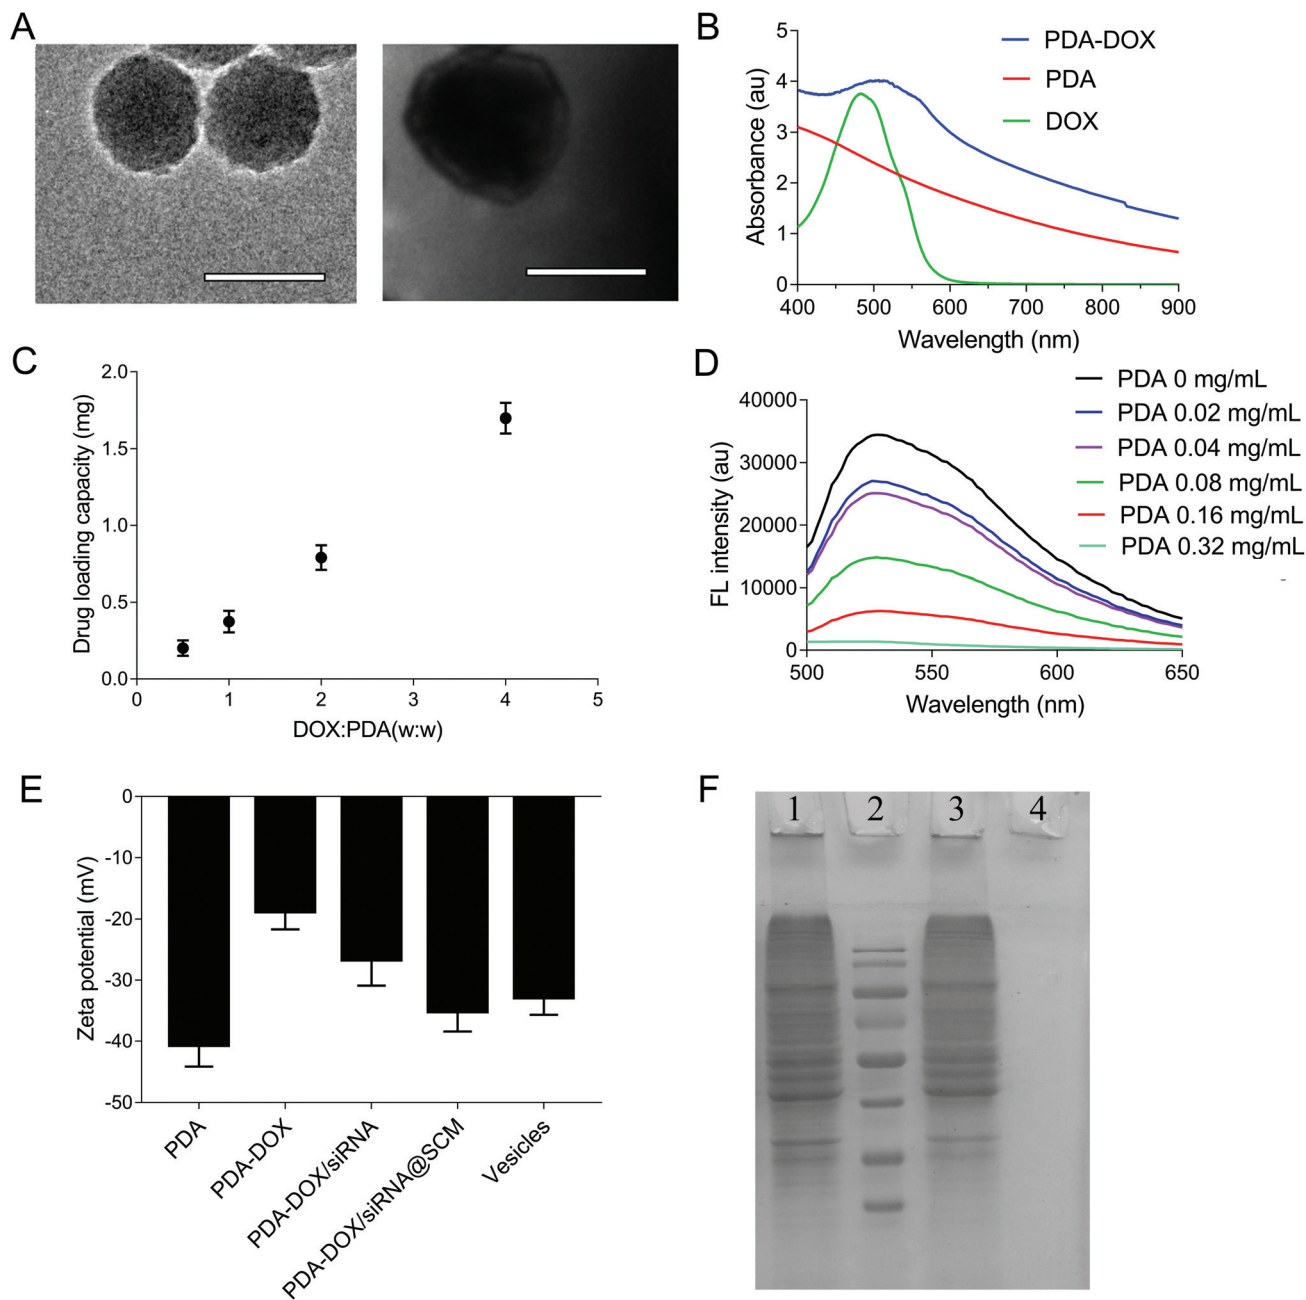 A
B
5
4
3
2
1
0
Absorbance (au)
400
500
600
700
800
900
Wavelength (nm)
PDA-DOX
PDA
DOX
C
2.0
1.5
1.0
0.5
0.0
Drug loading capacity (mg)
0
1
2
3
4
5
DOX:PDA(w:w)
D
40000
30000
20000
10000
0
FL intensity (au)
500
550
600
650
Wavelength (nm)
PDA 0 mg/mL
PDA 0.02 mg/mL
PDA 0.04 mg/mL
PDA 0.08 mg/mL
PDA 0.16 mg/mL
PDA 0.32 mg/mL
E
0
-10
-20
-30
-40
-50
Zeta potential (mV)
PDA
PDA-DOX
PDA-DOX/siRNA
PDA-DOX/siRNA@SCM
Vesicles
F
1
2
3
4